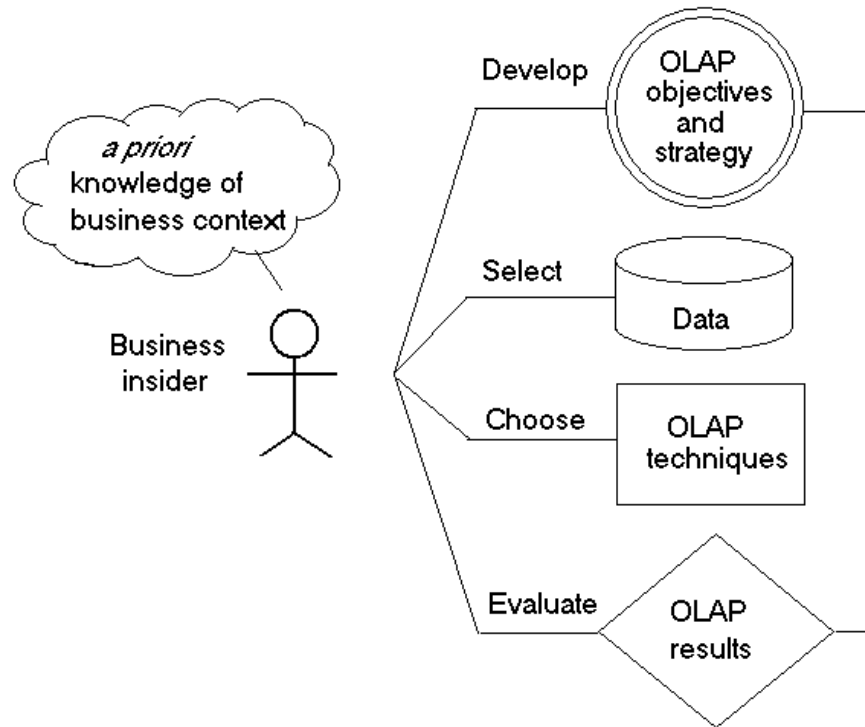 a priori
knowledge of
business context
Business
insider
Develop
OLAP
objectives
and
strategy
Select
Data
Choose
OLAP
techniques
Evaluate
OLAP
results